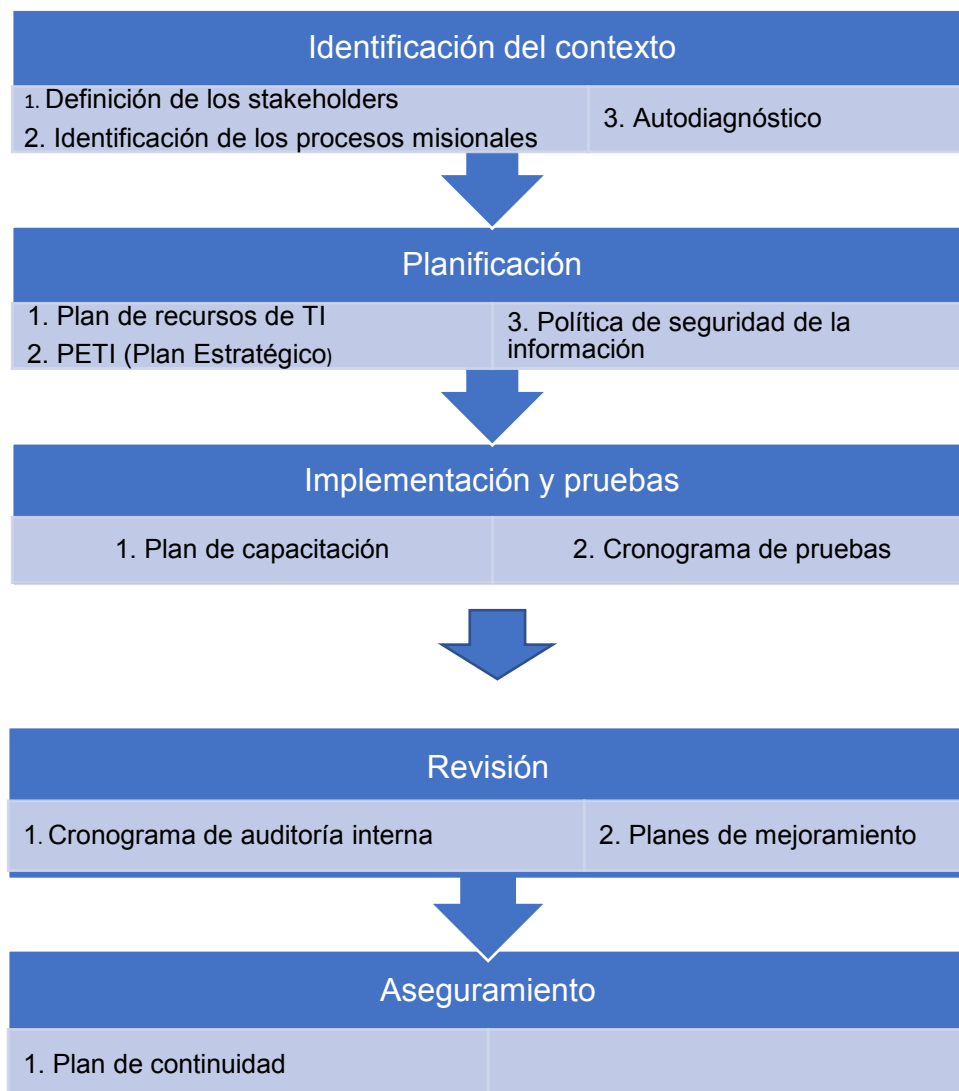 Identificación del contexto
1. Definición de los stakeholders
2. Identificación de los procesos misionales
3. Autodiagnóstico
Planificación
1. Plan de recursos de TI
2. PETI (Plan Estratégico)
3. Política de seguridad de la
información
Implementación y pruebas
1. Plan de capacitación
2. Cronograma de pruebas
Revisión
1. Cronograma de auditoría interna
2. Planes de mejoramiento
Aseguramiento
1. Plan de continuidad